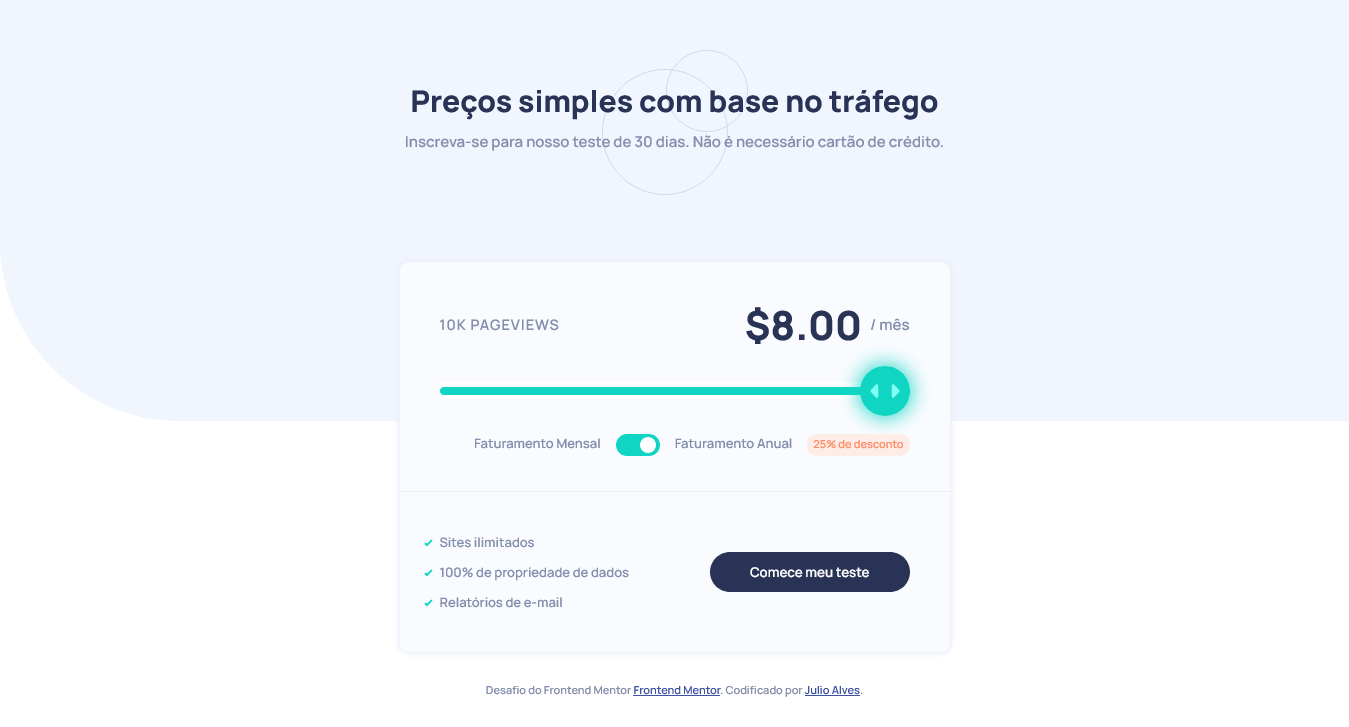 Preços simples com base no tráfego
Inscreva-se para nosso teste de 30 dias. Não é necessário cartão de crédito.
10K PAGEVIEWS
$8.00 / mês
Faturamento Mensal
Faturamento Anual
25% de desconto
Sites ilimitados
100% de propriedade de dados
Relatórios de e-mail
Comece meu teste
Desafio do Frontend Mentor Frontend Mentor. Codificado por Julio Alves.